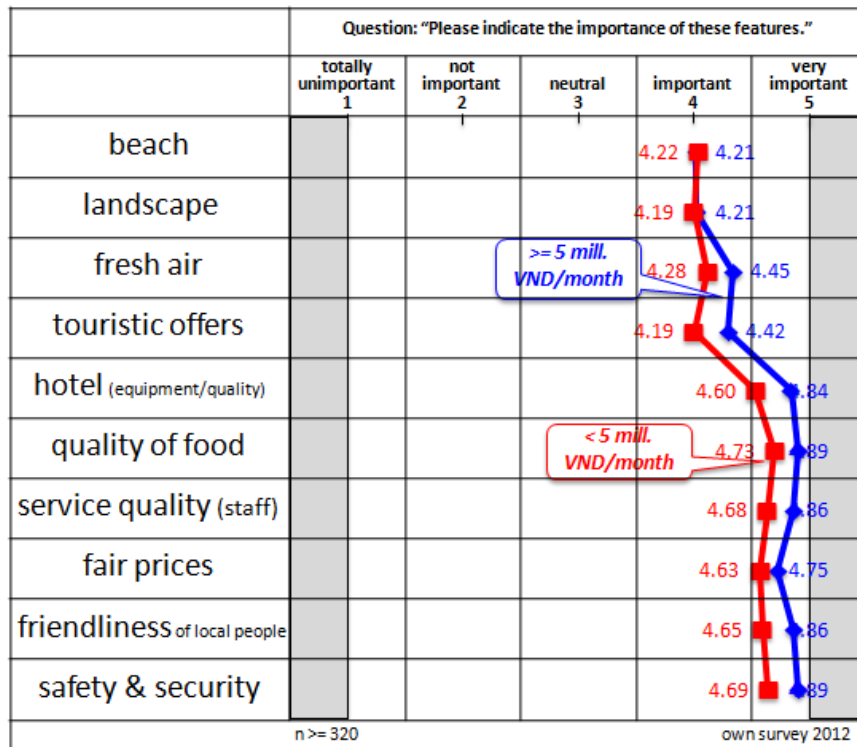 Question: “Please indicate the importance of these features.”
totally unimportant 1
not important 2
neutral 3
important 4
very important 5
beach 4.22 4.21
landscape 4.19 4.21
fresh air 4.28 4.45
>= 5 mill. VND/month
touristic offers 4.19 4.42
hotel (equipment/quality) 4.60 .84
quality of food 4.73 .89
< 5 mill. VND/month
service quality (staff) 4.68 .86
fair prices 4.63 4.75
friendliness of local people 4.65 .86
safety & security 4.69 .89
n >= 320 own survey 2012